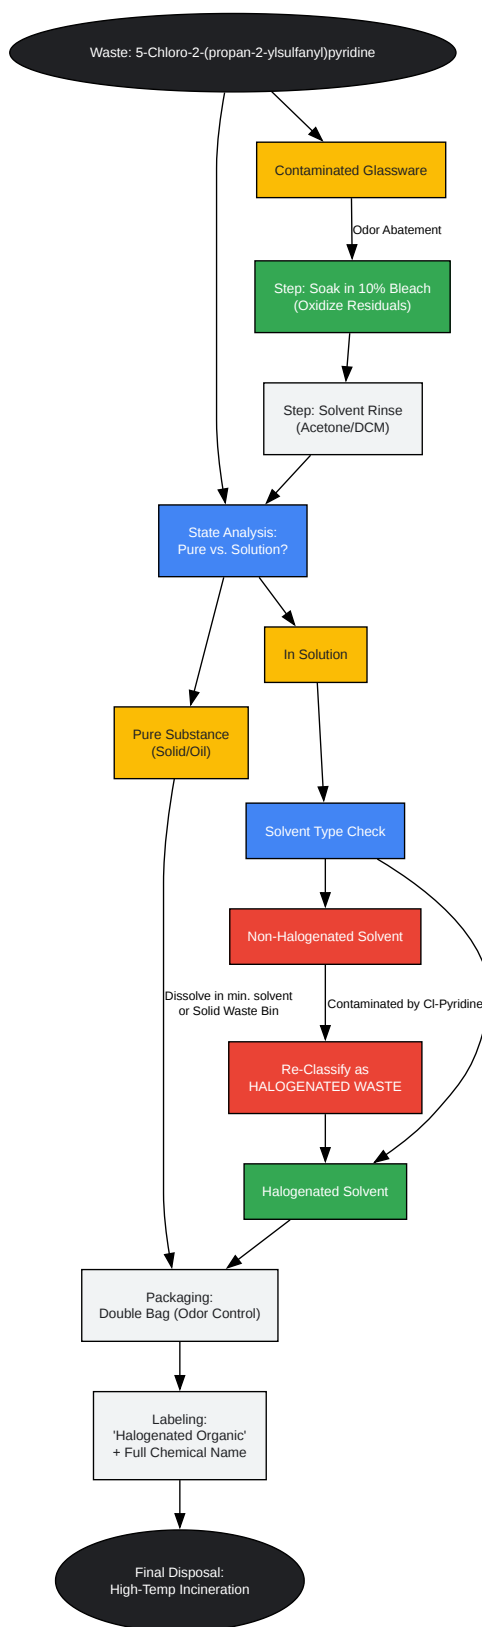 Waste: 5-Chloro-2-(propan-2-ylsulfanyl)pyridine
Contaminated Glassware
Odor Abatement
Step: Soak in 10% Bleach
(Oxidize Residuals)
Step: Solvent Rinse
(Acetone/DCM)
State Analysis:
Pure vs. Solution?
In Solution
Pure Substance
(Solid/Oil)
Solvent Type Check
Non-Halogenated Solvent
Dissolve in min. solvent
or Solid Waste Bin
Contaminated by Cl-Pyridine
Re-Classify as
HALOGENATED WASTE
Halogenated Solvent
Packaging:
Double Bag (Odor Control)
Labeling:
'Halogenated Organic'
+ Full Chemical Name
Final Disposal:
High-Temp Incineration